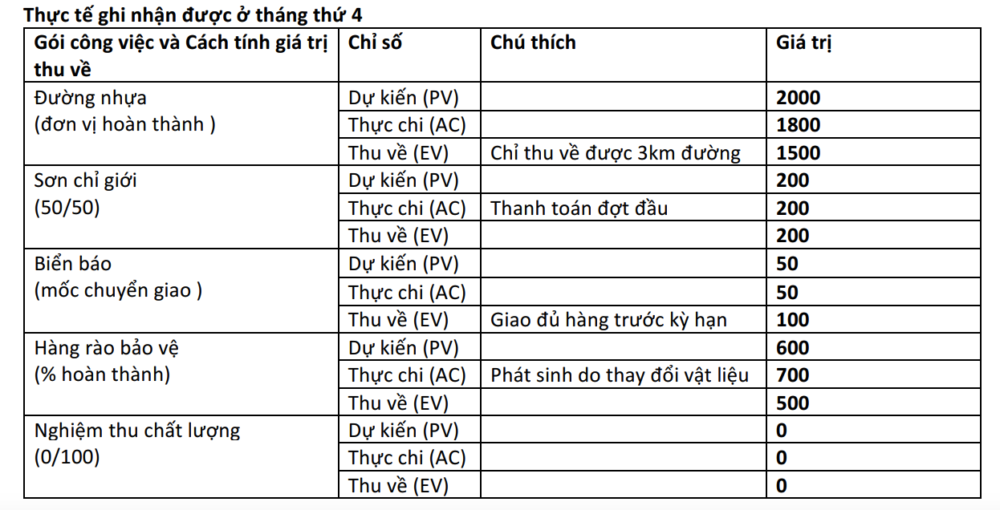 Thực tế ghi nhận được ở tháng thứ 4
Gói công việc và Cách tính giá trị thu về	Chỉ số	Chú thích	Giá trị
Đường nhựa
(đơn vị hoàn thành )
Dự kiến (PV)		2000
Thực chi (AC)		1800
Thu về (EV)	Chỉ thu về được 3km đường	1500
Sơn chỉ giới
(50/50)
Dự kiến (PV)		200
Thực chi (AC)	Thanh toán đợt đầu	200
Thu về (EV)		200
Biển báo
(mốc chuyển giao )
Dự kiến (PV)		50
Thực chi (AC)		50
Thu về (EV)	Giao đủ hàng trước kỳ hạn	100
Hàng rào bảo vệ
(% hoàn thành)
Dự kiến (PV)		600
Thực chi (AC)	Phát sinh do thay đổi vật liệu	700
Thu về (EV)		500
Nghiệm thu chất lượng
(0/100)
Dự kiến (PV)		0
Thực chi (AC)		0
Thu về (EV)		0